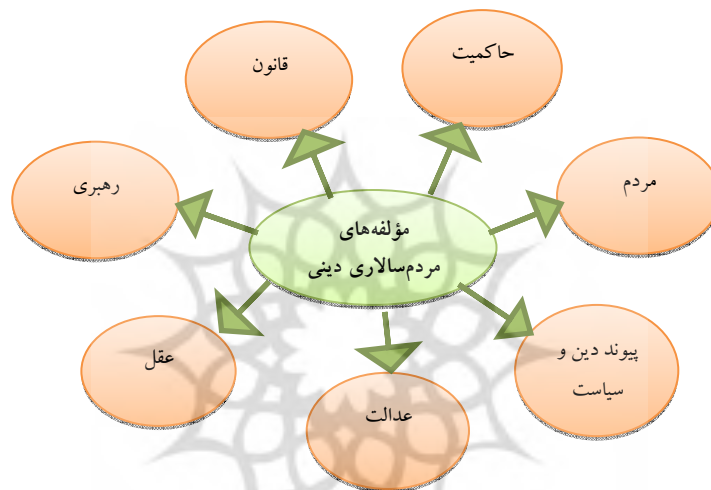 حاکمیت
قانون
مردم
رهبری
مؤلفه‌های
مردم‌سالاری دینی
پیوند دین و
سیاست
عقل
عدالت